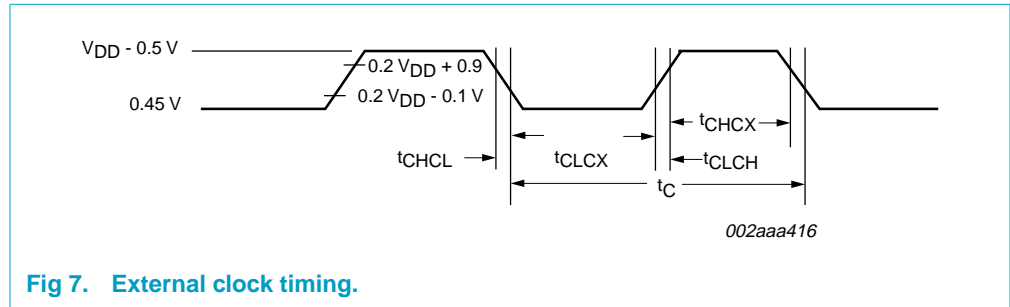 VDD - 0.5 V
0.2 VDD + 0.9
0.2 VDD - 0.1 V
0.45 V
tCHCX
tCHCL
tCLCX
tCLCH
tC
002aaa416
Fig 7. External clock timing.